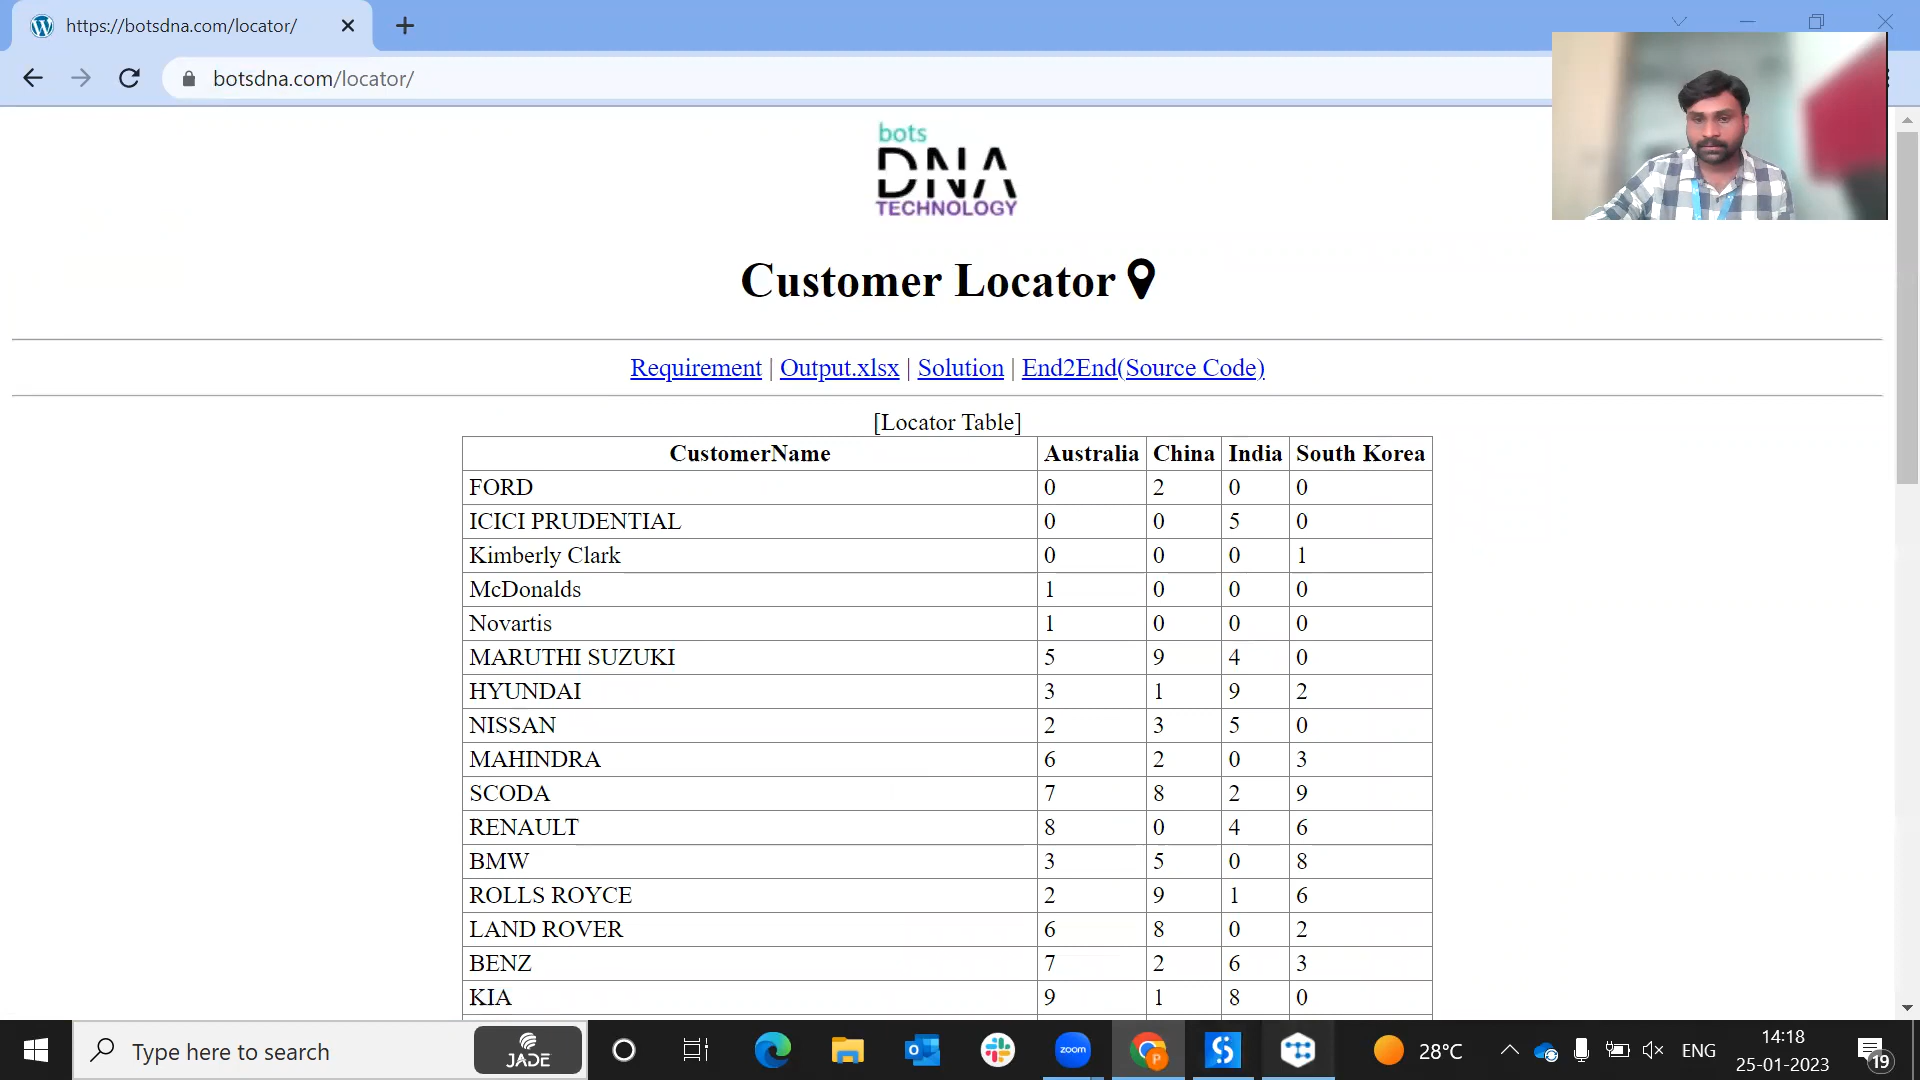 https://botsdna.com/locator/
botsdna.com/locator/
bots
DNA
TECHNOLOGY
Customer Locator
Requirement | Output.xlsx | Solution | End2End(Source Code)
[Locator Table]
CustomerName Australia China India South Korea
FORD 0 2 0 0
ICICI PRUDENTIAL 0 0 5 0
Kimberly Clark 0 0 0 1
McDonalds 1 0 0 0
Novartis 1 0 0 0
MARUTHI SUZUKI 5 9 4 0
HYUNDAI 3 1 9 2
NISSAN 2 3 5 0
MAHINDRA 6 2 0 3
SCODA 7 8 2 9
RENAULT 8 0 4 6
BMW 3 5 0 8
ROLLS ROYCE 2 9 1 6
LAND ROVER 6 8 0 2
BENZ 7 2 6 3
KIA 9 1 8 0
Type here to search
JADE
zoom
P
28°C
ENG
14:18
25-01-2023
19